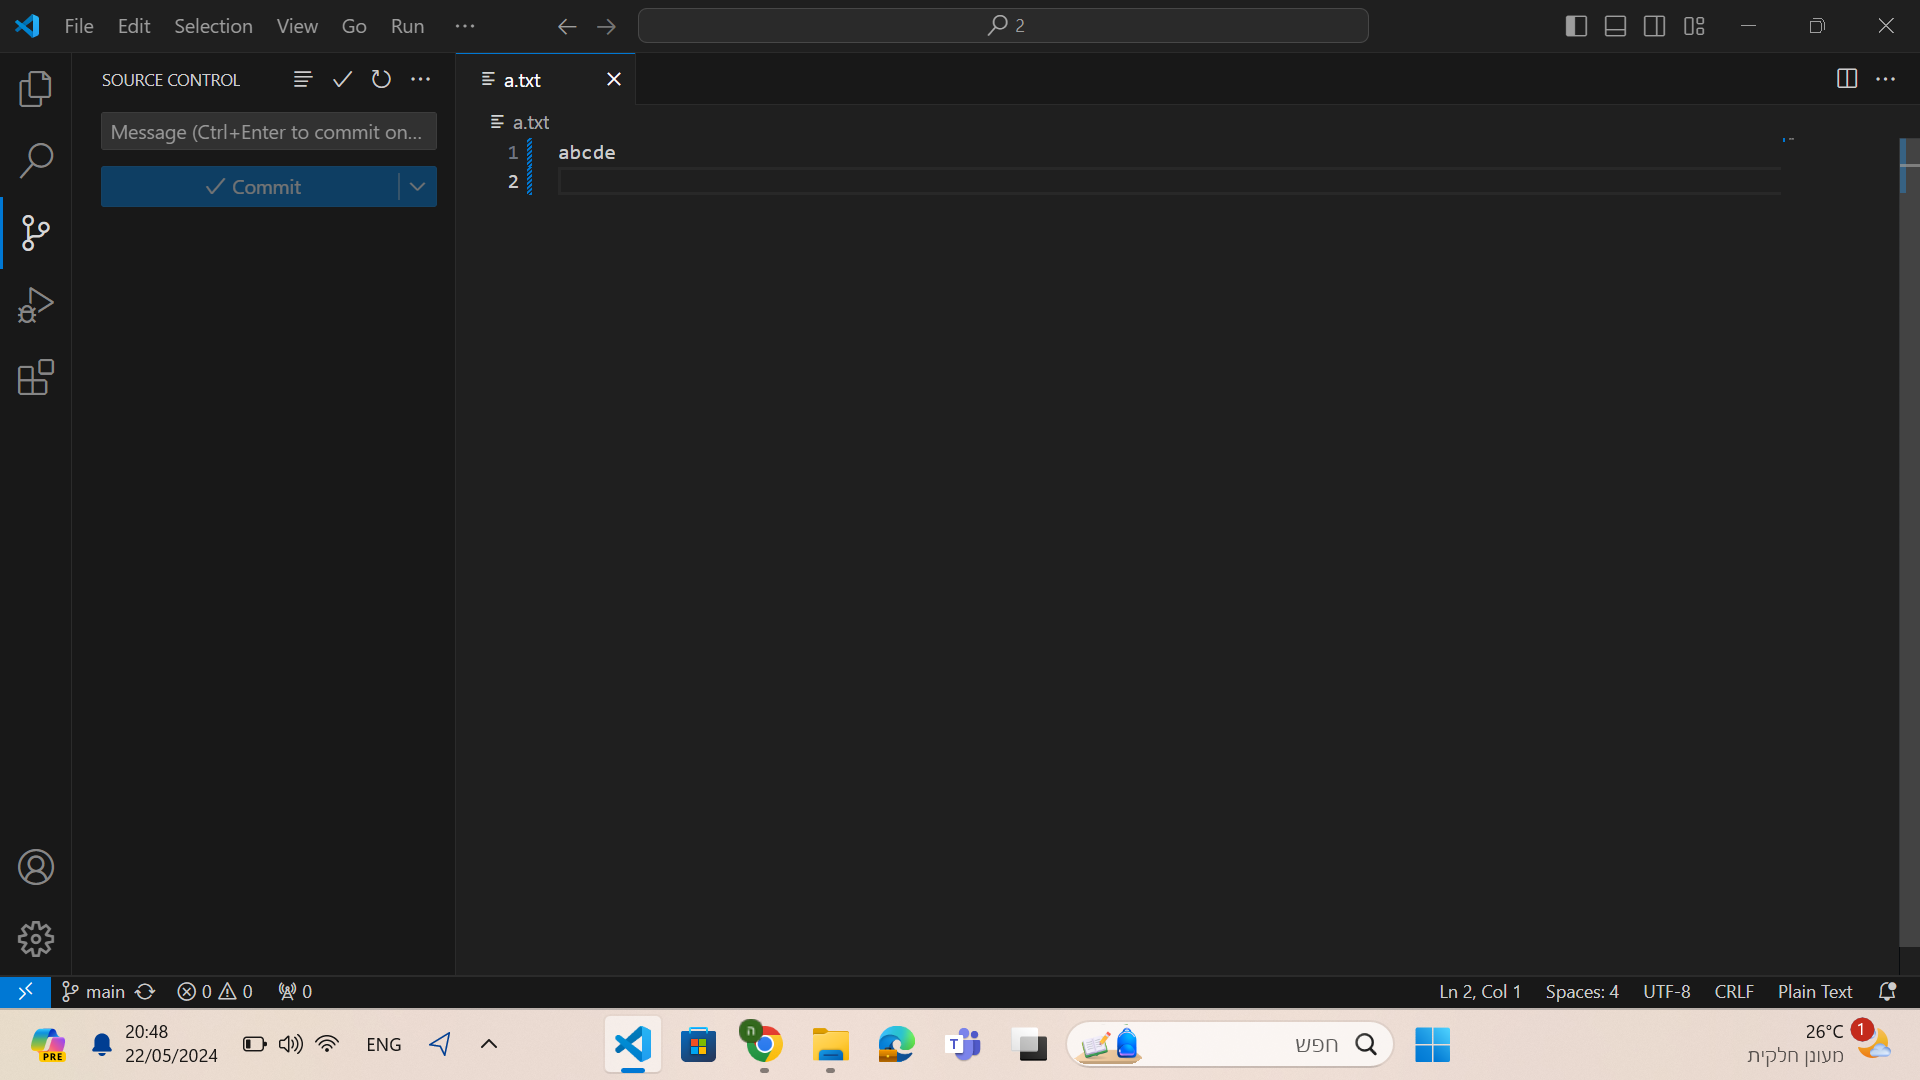 File Edit Selection View Go Run ··· 2
SOURCE CONTROL ···
a.txt
Message (Ctrl+Enter to commit on...
Commit
a.txt
1 abcde
2
main 0 0 0
Ln 2, Col 1 Spaces: 4 UTF-8 CRLF Plain Text
PRE
20:48
22/05/2024
ENG
ה
T
חפש
26°C
מעונן חלקית
1